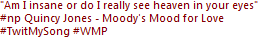 "Am I insane or do I really see heaven in your eyes"
#np Quincy Jones - Moody's Mood for Love
#TwitMySong #WMP